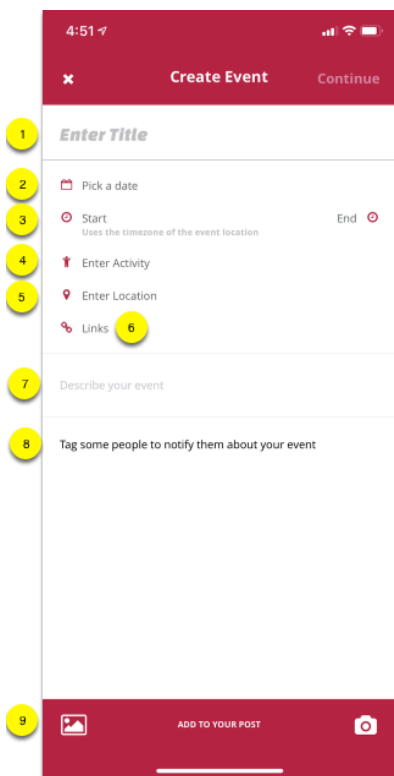 4:51
Create Event
Continue
1
Enter Title
2
Pick a date
3
Start
End
Uses the timezone of the event location
4
Enter Activity
5
Enter Location
Links
6
7
Describe your event
8
Tag some people to notify them about your event
9
ADD TO YOUR POST